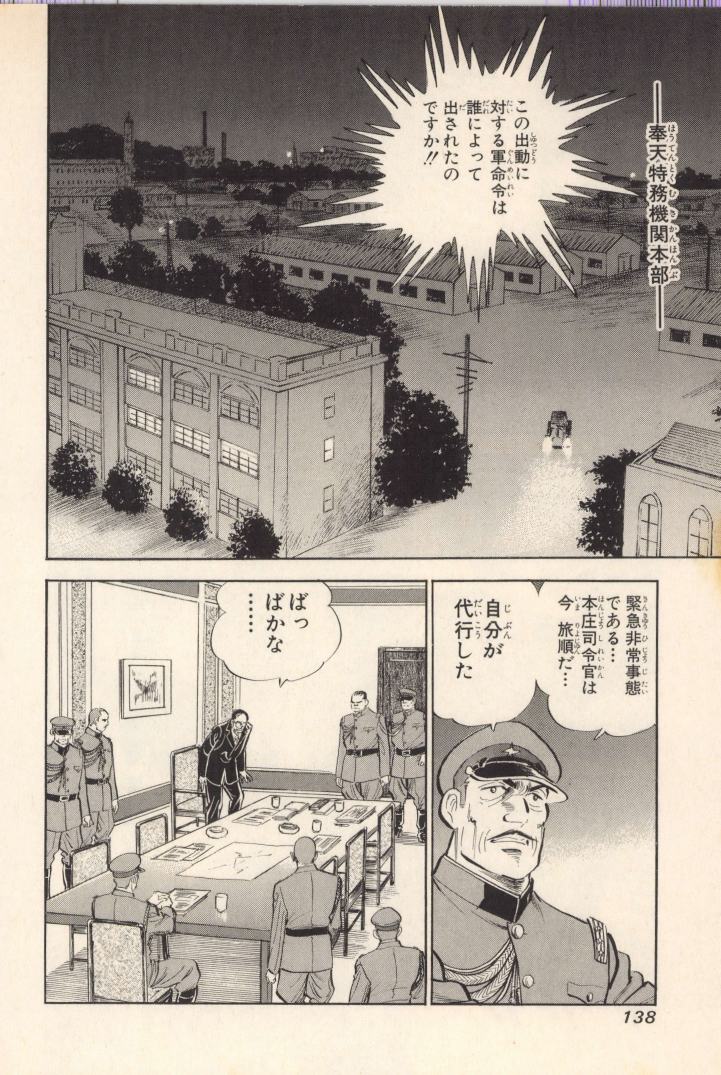 奉天特務機関本部
この出動に
対する軍命令は
誰によって
出されたの
ですか!!
緊急非常事態
である…
本庄司令官は
今 旅順だ…
自分が
代行した
ばっ
ばかな
……
138